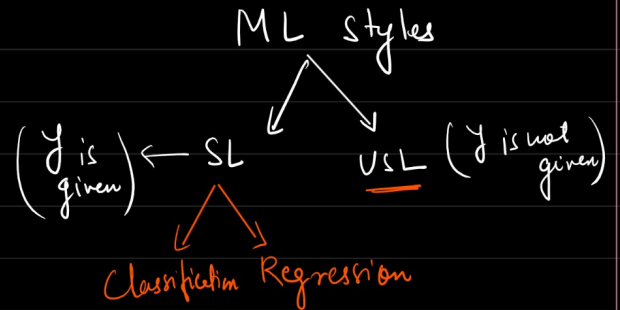 ML Styles
(y is given) ← SL
USL (y is not given)
Classification Regression